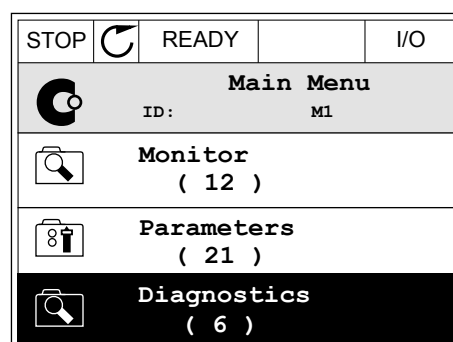 STOP READY I/O
Main Menu
ID: M1
Monitor
( 12 )
Parameters
( 21 )
Diagnostics
( 6 )